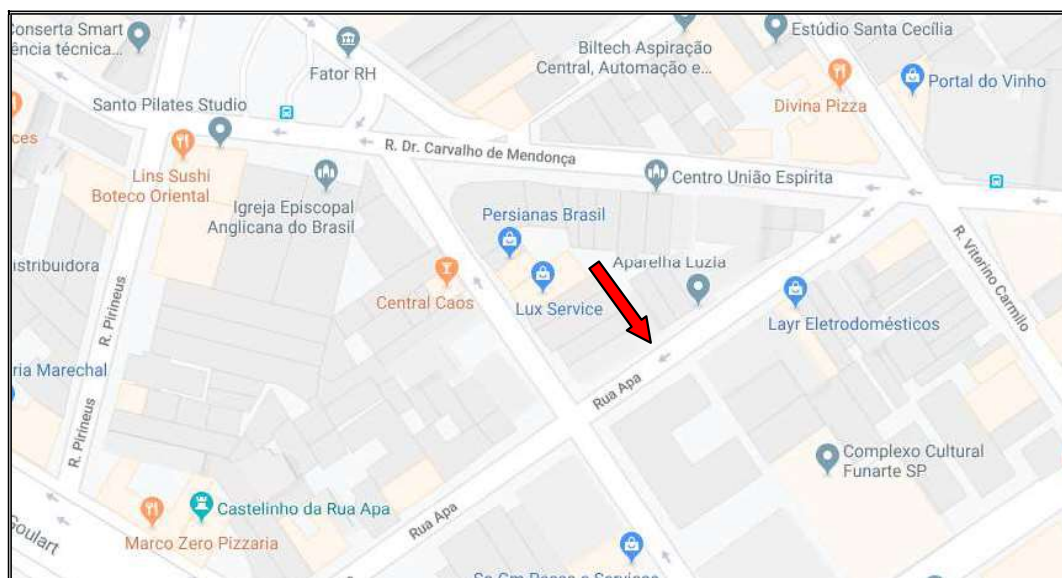 Conserta Smart
ência técnica...
Fator RH
Biltech Aspiração
Central, Automação e...
Estúdio Santa Cecília
Portal do Vinho
Divina Pizza
Santo Pilates Studio
ces
Lins Sushi
Boteco Oriental
R. Dr. Carvalho de Mendonça
Centro União Espirita
Igreja Episcopal
Anglicana do Brasil
Persianas Brasil
R. Viterino Carmilo
istribuidora
Aparelha Luzia
Central Caos
Lux Service
Layr Eletrodomésticos
R. Pirineus
ria Marechal
Rua Apa
R. Pirineus
Complexo Cultural
Funarte SP
Castelinho da Rua Apa
Rua Apa
Goulart
Marco Zero Pizzaria